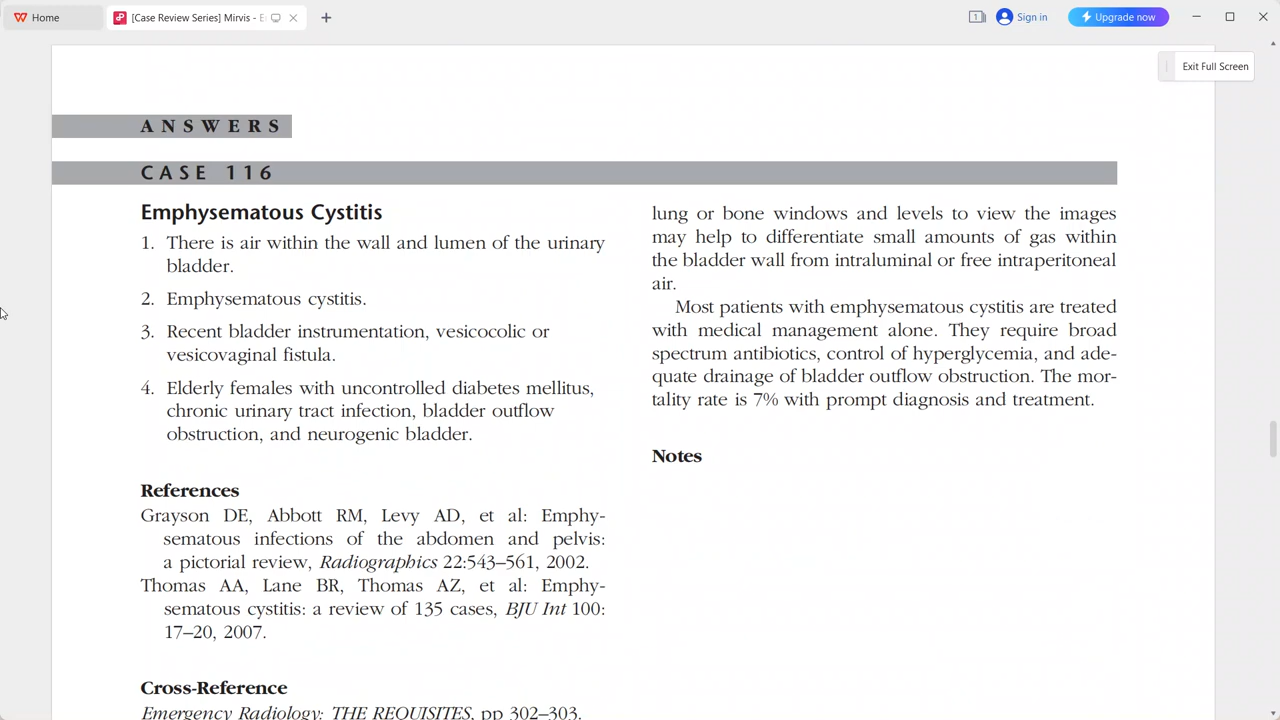 Home
[Case Review Series] Mirvis - E
1
Sign in
Upgrade now
Exit Full Screen
ANSWERS
CASE 116
Emphysematous Cystitis
1. There is air within the wall and lumen of the urinary
bladder.
2. Emphysematous cystitis.
3. Recent bladder instrumentation, vesicocolic or
vesicovaginal fistula.
4. Elderly females with uncontrolled diabetes mellitus,
chronic urinary tract infection, bladder outflow
obstruction, and neurogenic bladder.
References
Grayson DE, Abbott RM, Levy AD, et al: Emphy-
sematous infections of the abdomen and pelvis:
a pictorial review, Radiographics 22:543–561, 2002.
Thomas AA, Lane BR, Thomas AZ, et al: Emphy-
sematous cystitis: a review of 135 cases, BJU Int 100:
17–20, 2007.
Cross-Reference
Emergency Radiology: THE REQUISITES, pp 302–303.
lung or bone windows and levels to view the images
may help to differentiate small amounts of gas within
the bladder wall from intraluminal or free intraperitoneal
air.
Most patients with emphysematous cystitis are treated
with medical management alone. They require broad
spectrum antibiotics, control of hyperglycemia, and ade-
quate drainage of bladder outflow obstruction. The mor-
tality rate is 7% with prompt diagnosis and treatment.
Notes